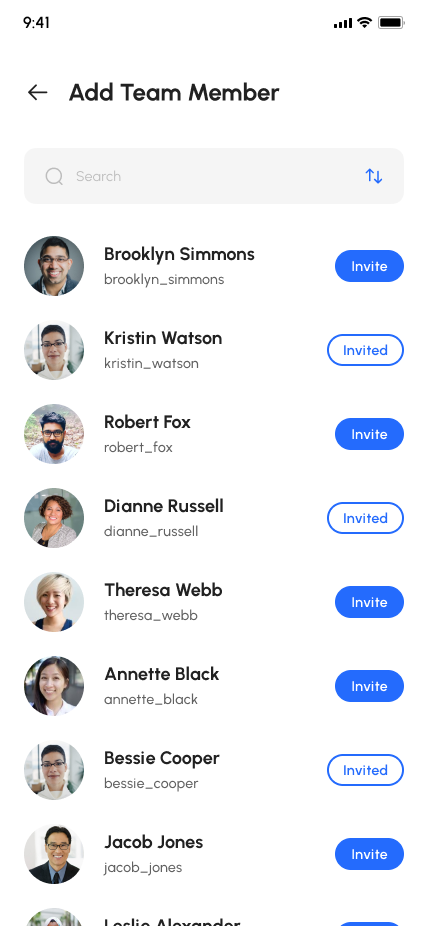 9:41
Add Team Member
Search
Brooklyn Simmons
brooklyn_simmons
Invite
Kristin Watson
kristin_watson
Invited
Robert Fox
robert_fox
Invite
Dianne Russell
dianne_russell
Invited
Theresa Webb
theresa_webb
Invite
Annette Black
annette_black
Invite
Bessie Cooper
bessie_cooper
Invited
Jacob Jones
jacob_jones
Invite
Leslie Alexander